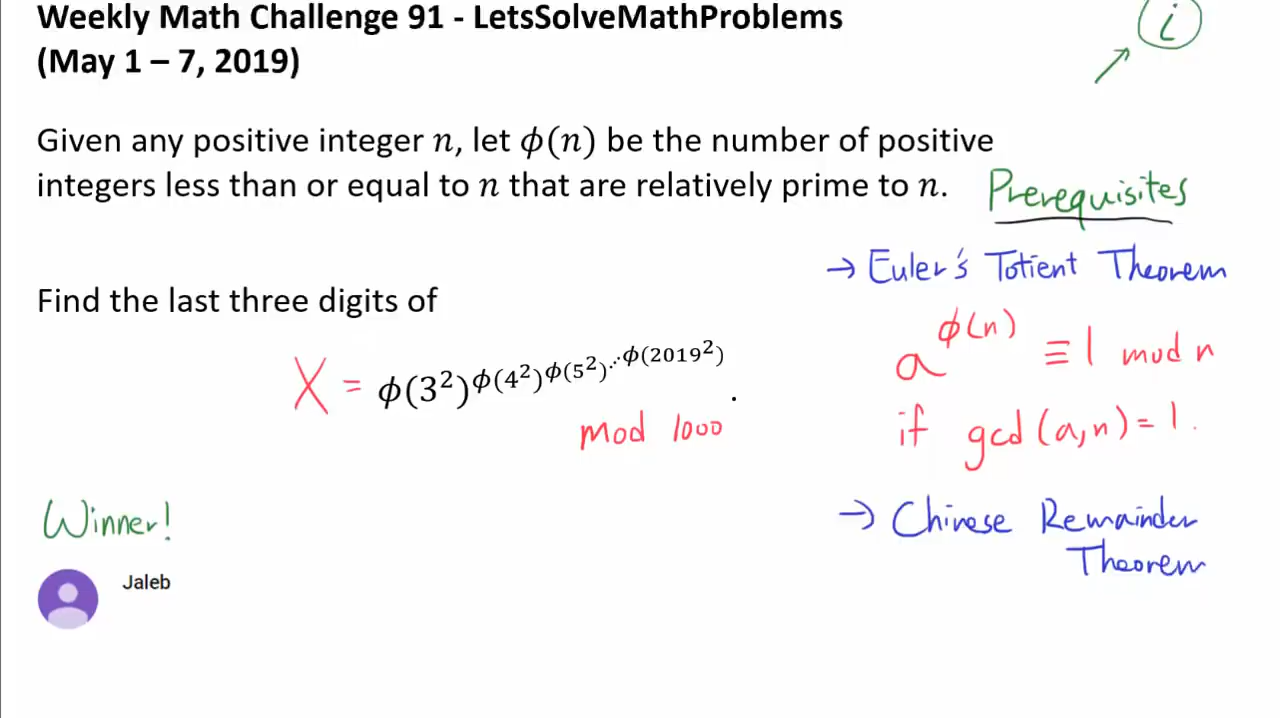 Weekly Math Challenge 91 - LetsSolveMathProblems
(May 1 – 7, 2019)
i
Given any positive integer n, let ϕ(n) be the number of positive
integers less than or equal to n that are relatively prime to n.
Prerequisites
→ Euler's Totient Theorem
Find the last three digits of
X = ϕ(3²)^ϕ(4²)^ϕ(5²)^⋰^ϕ(2019²).
mod 1000
a^ϕ(n) ≡ 1 mod n
if gcd(a,n) = 1.
→ Chinese Remainder
Theorem
Winner!
Jaleb